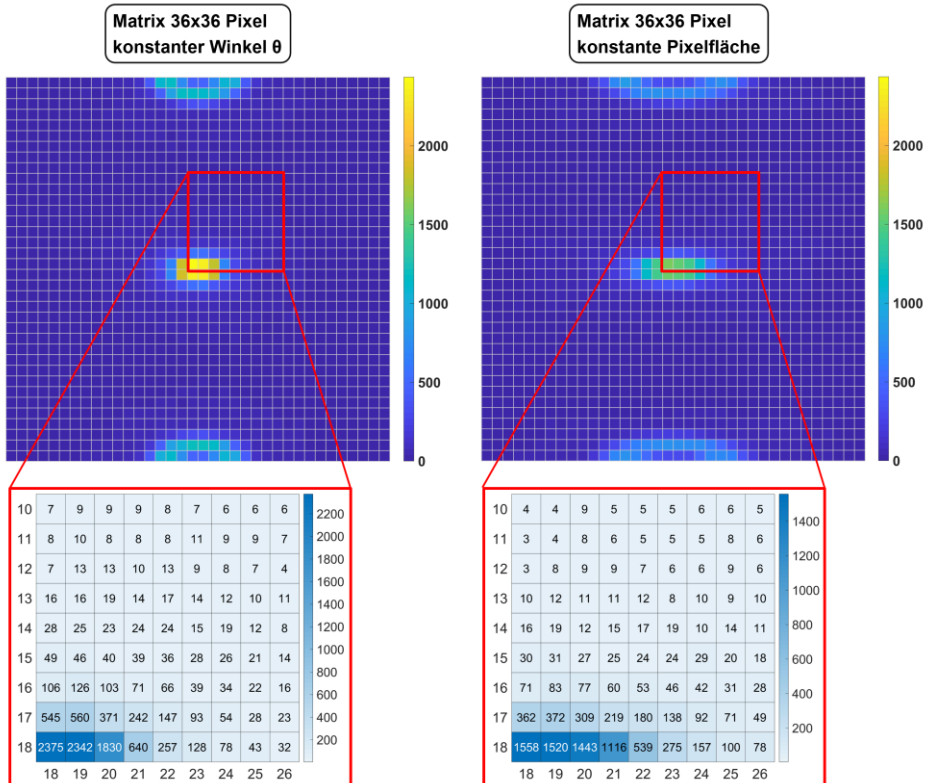 Matrix 36x36 Pixel
konstanter Winkel θ
Matrix 36x36 Pixel
konstante Pixelfläche
2000
1500
1000
500
0
2000
1500
1000
500
0
10 7 9 9 9 8 7 6 6 6
11 8 10 8 8 8 11 9 9 7
12 7 13 13 10 13 9 8 7 4
13 16 16 19 14 17 14 12 10 11
14 28 25 23 24 24 15 19 12 8
15 49 46 40 39 36 28 26 21 14
16 106 126 103 71 66 39 34 22 16
17 545 560 371 242 147 93 54 28 23
18 2375 2342 1830 640 257 128 78 43 32
18 19 20 21 22 23 24 25 26
2200
2000
1800
1600
1400
1200
1000
800
600
400
200
10 4 4 9 5 5 5 6 6 5
11 3 4 8 6 5 5 5 8 6
12 3 8 9 9 7 6 6 9 6
13 10 12 11 11 12 8 10 9 10
14 16 19 12 15 17 19 10 14 11
15 30 31 27 25 24 24 29 20 18
16 71 83 77 60 53 46 42 31 28
17 362 372 309 219 180 138 92 71 49
18 1558 1520 1443 1116 539 275 157 100 78
18 19 20 21 22 23 24 25 26
1400
1200
1000
800
600
400
200